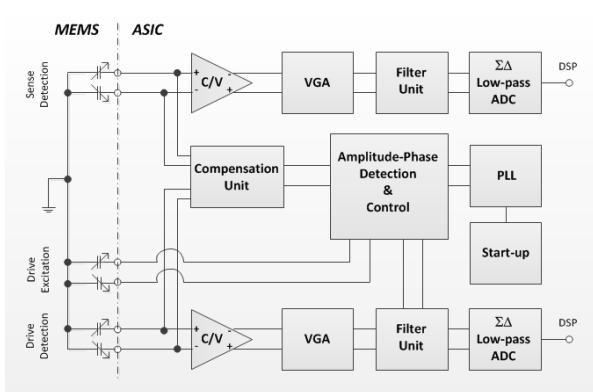 MEMS ASIC
Sense
Detection
+ -
C/V
- +
VGA
Filter
Unit
ΣΔ
Low-pass
ADC
DSP
Compensation
Unit
Amplitude-Phase
Detection
&
Control
PLL
Start-up
Drive
Excitation
Drive
Detection
+ -
C/V
- +
VGA
Filter
Unit
ΣΔ
Low-pass
ADC
DSP